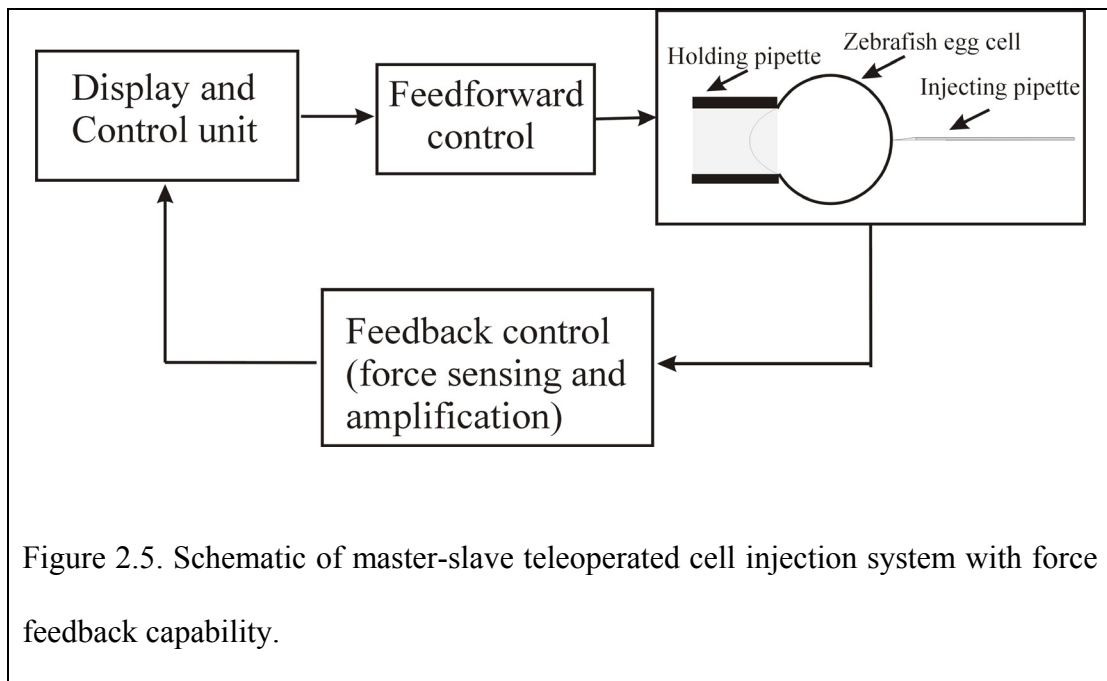 Display and
Control unit
Feedforward
control
Holding pipette
Zebrafish egg cell
Injecting pipette
Feedback control
(force sensing and
amplification)
Figure 2.5. Schematic of master-slave teleoperated cell injection system with force
feedback capability.